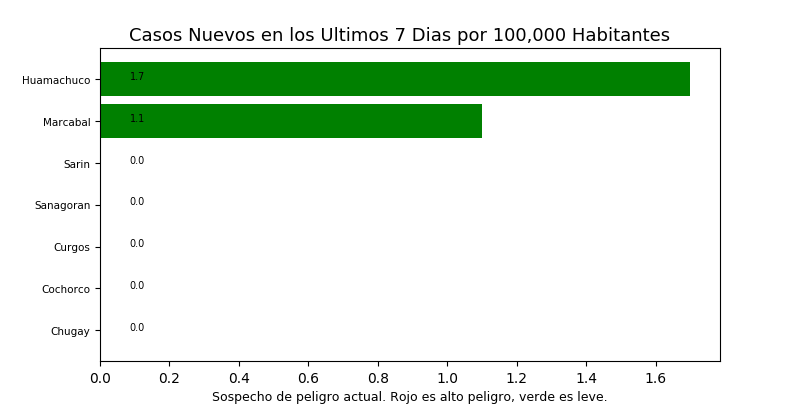 Casos Nuevos en los Ultimos 7 Dias por 100,000 Habitantes
Huamachuco 1.7
Marcabal 1.1
Sarin 0.0
Sanagoran 0.0
Curgos 0.0
Cochorco 0.0
Chugay 0.0
0.0 0.2 0.4 0.6 0.8 1.0 1.2 1.4 1.6
Sospecho de peligro actual. Rojo es alto peligro, verde es leve.